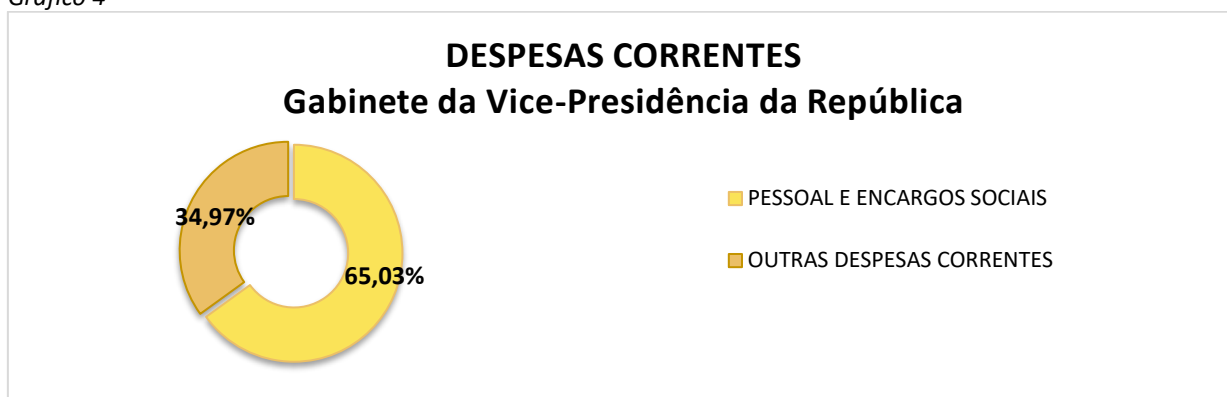 Gráfico 4
DESPESAS CORRENTES
Gabinete da Vice-Presidência da República
34,97%
65,03%
PESSOAL E ENCARGOS SOCIAIS
OUTRAS DESPESAS CORRENTES